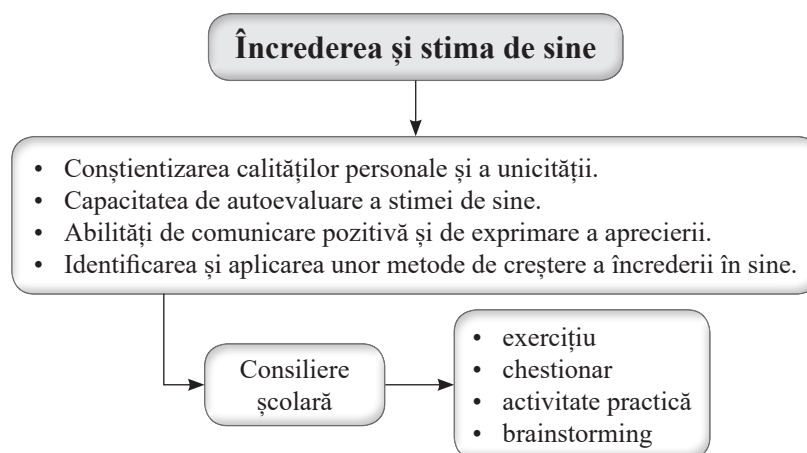 Încrederea și stima de sine
• Conștientizarea calităților personale și a unicității.
• Capacitatea de autoevaluare a stimei de sine.
• Abilități de comunicare pozitivă și de exprimare a aprecierii.
• Identificarea și aplicarea unor metode de creștere a încrederii în sine.
Consiliere
școlară
• exercițiu
• chestionar
• activitate practică
• brainstorming